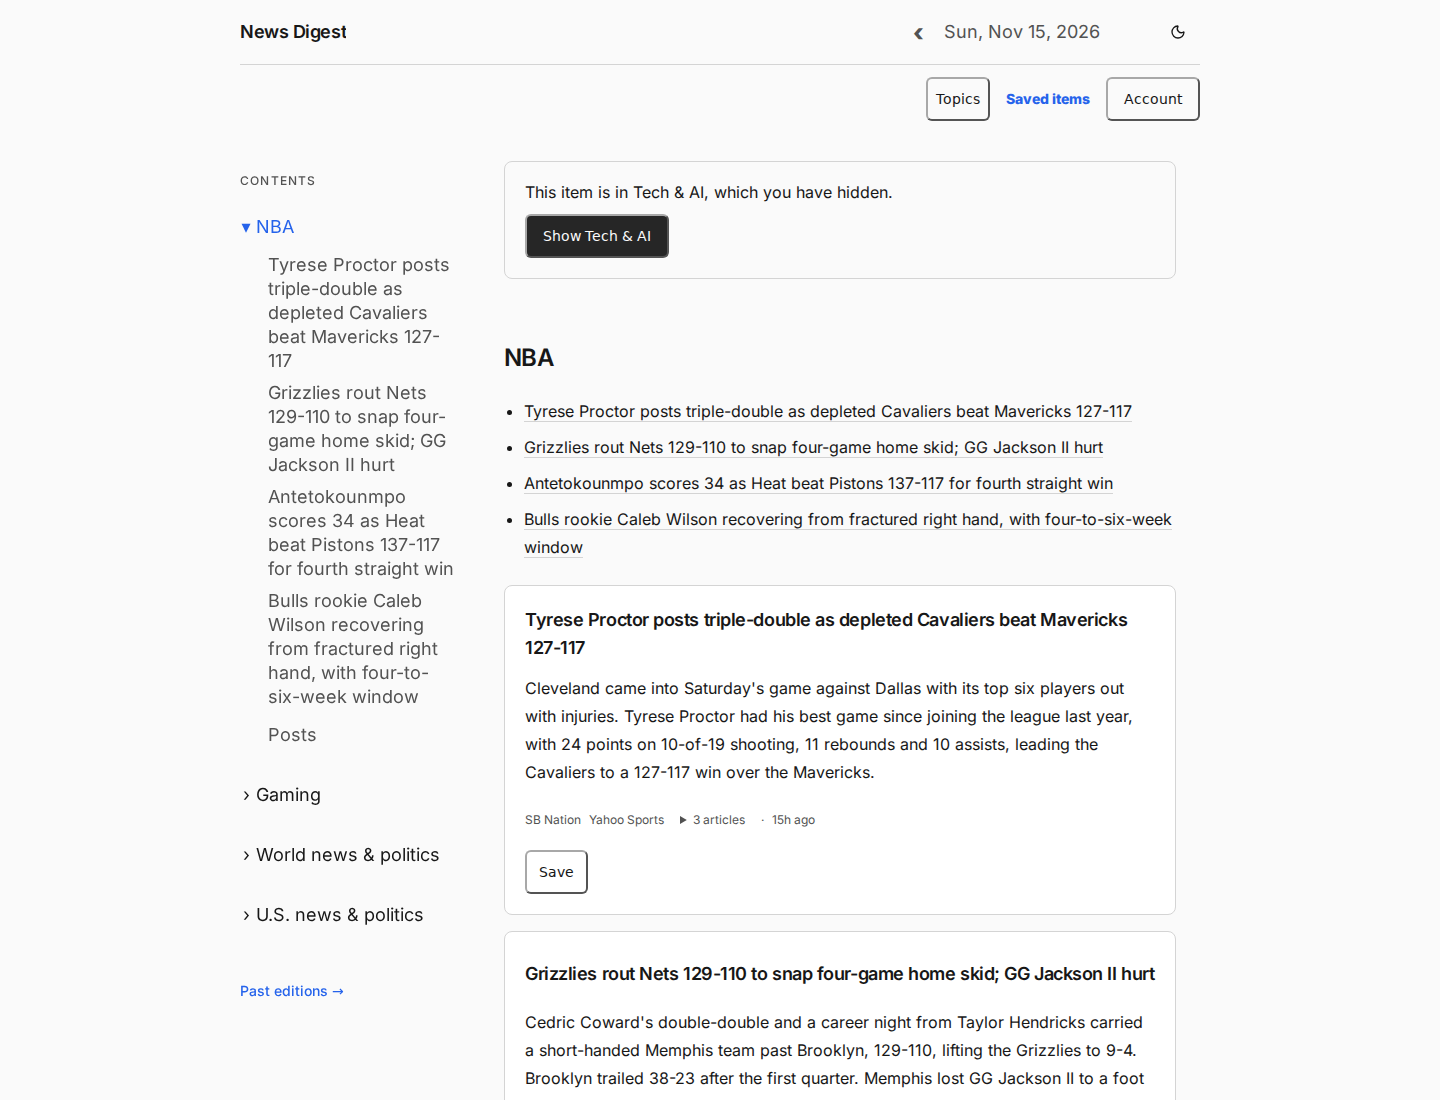 News Digest
‹ Sun, Nov 15, 2026
Topics Saved items Account
CONTENTS
▾ NBA
Tyrese Proctor posts
triple-double as
depleted Cavaliers
beat Mavericks 127-
117
Grizzlies rout Nets
129-110 to snap four-
game home skid; GG
Jackson II hurt
Antetokounmpo
scores 34 as Heat
beat Pistons 137-117
for fourth straight win
Bulls rookie Caleb
Wilson recovering
from fractured right
hand, with four-to-
six-week window
Posts
› Gaming
› World news & politics
› U.S. news & politics
Past editions →
This item is in Tech & AI, which you have hidden.
Show Tech & AI
NBA
• Tyrese Proctor posts triple-double as depleted Cavaliers beat Mavericks 127-117
• Grizzlies rout Nets 129-110 to snap four-game home skid; GG Jackson II hurt
• Antetokounmpo scores 34 as Heat beat Pistons 137-117 for fourth straight win
• Bulls rookie Caleb Wilson recovering from fractured right hand, with four-to-six-week
window
Tyrese Proctor posts triple-double as depleted Cavaliers beat Mavericks
127-117
Cleveland came into Saturday's game against Dallas with its top six players out
with injuries. Tyrese Proctor had his best game since joining the league last year,
with 24 points on 10-of-19 shooting, 11 rebounds and 10 assists, leading the
Cavaliers to a 127-117 win over the Mavericks.
SB Nation Yahoo Sports ▶ 3 articles · 15h ago
Save
Grizzlies rout Nets 129-110 to snap four-game home skid; GG Jackson II hurt
Cedric Coward's double-double and a career night from Taylor Hendricks carried
a short-handed Memphis team past Brooklyn, 129-110, lifting the Grizzlies to 9-4.
Brooklyn trailed 38-23 after the first quarter. Memphis lost GG Jackson II to a foot